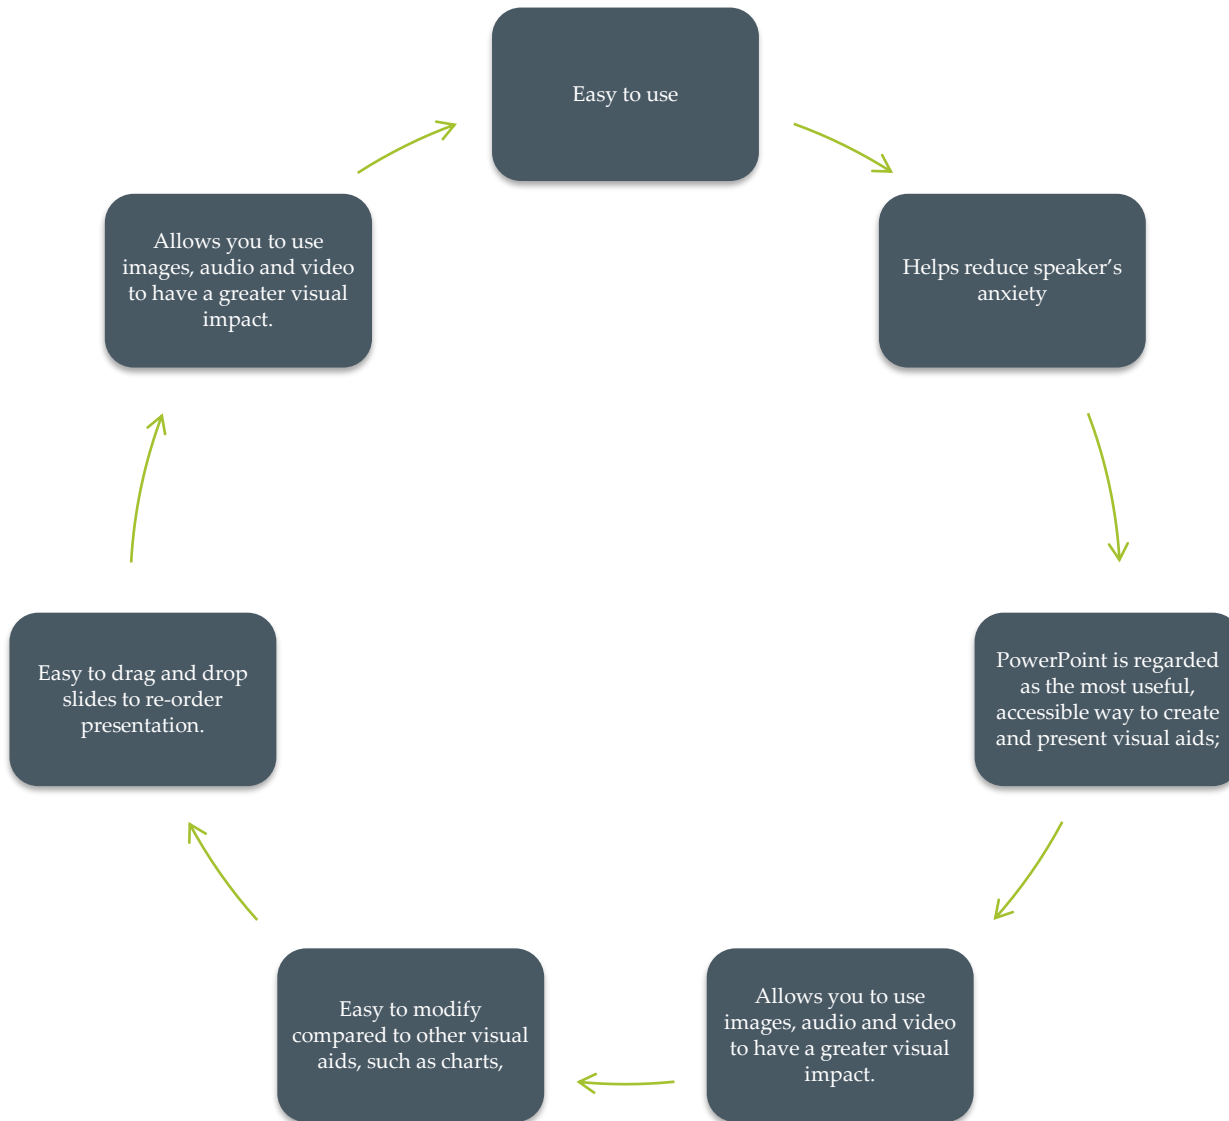 Easy to use
Helps reduce speaker’s
anxiety
PowerPoint is regarded
as the most useful,
accessible way to create
and present visual aids;
Allows you to use
images, audio and video
to have a greater visual
impact.
Easy to modify
compared to other visual
aids, such as charts,
Easy to drag and drop
slides to re-order
presentation.
Allows you to use
images, audio and video
to have a greater visual
impact.